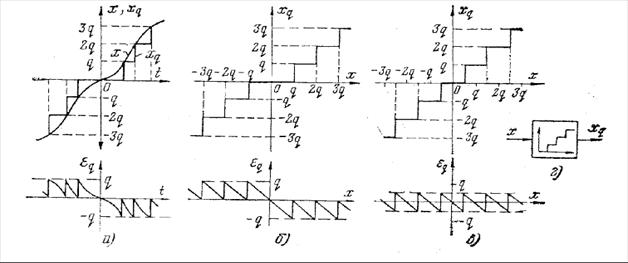 x, x_q
3q
2q
q
x
x_q
0
t
-q
-2q
-3q
ε_q
q
t
-q
а)
x_q
3q
2q
q
-3q -2q -q
0
q 2q 3q
x
-q
-2q
-3q
ε_q
q
x
-q
б)
x_q
3q
2q
q
-3q -2q -q
0
q 2q 3q
x
-q
-2q
-3q
ε_q
q
x
-q
в)
x
x_q
г)